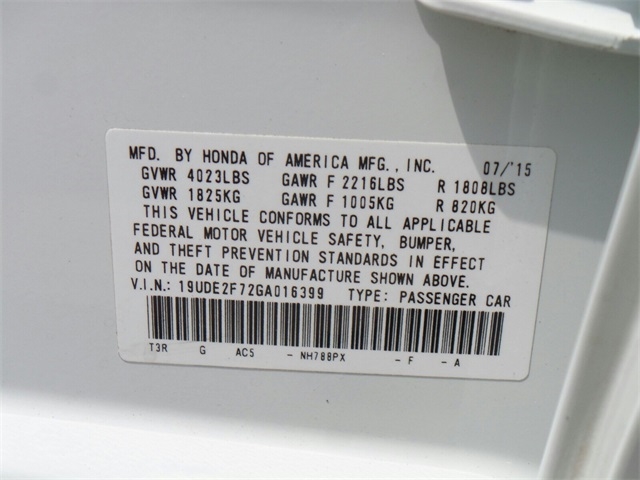 MFD. BY HONDA OF AMERICA MFG., INC. 07/'15
GVWR 4023LBS GAWR F 2216LBS R 1808LBS
GVWR 1825KG GAWR F 1005KG R 820KG
THIS VEHICLE CONFORMS TO ALL APPLICABLE
FEDERAL MOTOR VEHICLE SAFETY, BUMPER,
AND THEFT PREVENTION STANDARDS IN EFFECT
ON THE DATE OF MANUFACTURE SHOWN ABOVE.
V.I.N.: 19UDE2F72GA016399 TYPE: PASSENGER CAR
T3R G AC5 - NH788PX - F - A